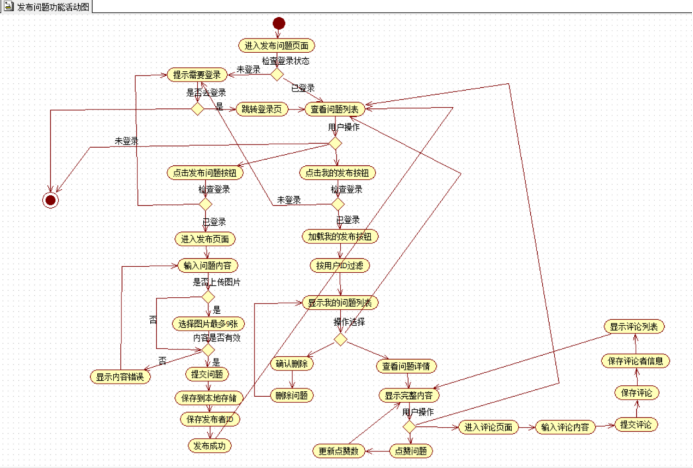 发布问题功能活动图
进入发布问题页面
检查登录状态
未登录
提示需要登录
已登录
是否去登录
是
跳转登录页
查看问题列表
用户操作
未登录
点击发布问题按钮
点击我的发布按钮
检查登录
检查登录
未登录
已登录
已登录
进入发布页面
加载我的发布按钮
输入问题内容
按用户ID过滤
是否上传图片
显示我的问题列表
是
否
选择图片最多9张
操作选择
显示评论列表
内容是否有效
否
是
确认删除
查看问题详情
保存评论者信息
显示内容错误
提交问题
删除问题
显示完整内容
保存评论
保存到本地存储
用户操作
保存发布者ID
进入评论页面
输入评论内容
提交评论
发布成功
更新点赞数
点赞问题